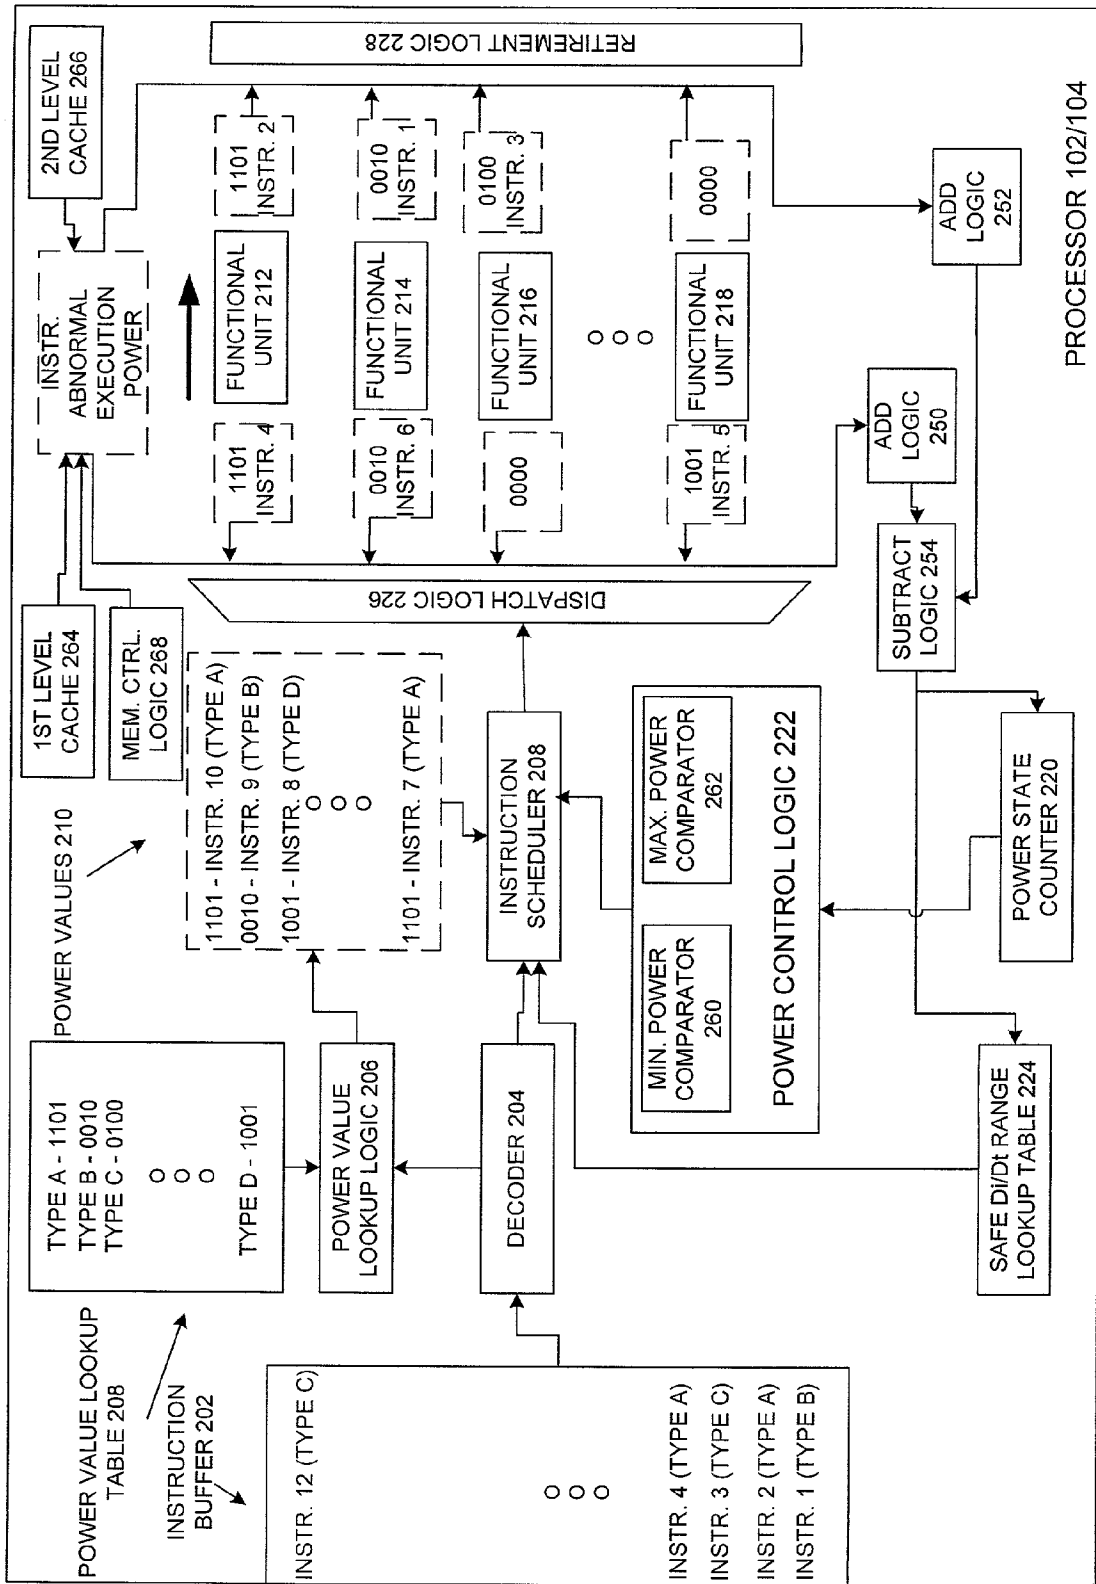 POWER VALUE LOOKUP
TABLE 208
INSTRUCTION
BUFFER 202
INSTR. 12 (TYPE C)
INSTR. 4 (TYPE A)
INSTR. 3 (TYPE C)
INSTR. 2 (TYPE A)
INSTR. 1 (TYPE B)
TYPE A - 1101
TYPE B - 0010
TYPE C - 0100
TYPE D - 1001
POWER VALUE
LOOKUP LOGIC 206
DECODER 204
SAFE Di/Dt RANGE
LOOKUP TABLE 224
POWER VALUES 210
1101 - INSTR. 10 (TYPE A)
0010 - INSTR. 9 (TYPE B)
1001 - INSTR. 8 (TYPE D)
1101 - INSTR. 7 (TYPE A)
INSTRUCTION
SCHEDULER 208
MIN. POWER
COMPARATOR
260
MAX. POWER
COMPARATOR
262
POWER CONTROL LOGIC 222
POWER STATE
COUNTER 220
1ST LEVEL
CACHE 264
MEM. CTRL.
LOGIC 268
DISPATCH LOGIC 226
SUBTRACT
LOGIC 254
ADD
LOGIC
250
ADD
LOGIC
252
INSTR.
ABNORMAL
EXECUTION
POWER
2ND LEVEL
CACHE 266
1101
INSTR. 4
FUNCTIONAL
UNIT 212
1101
INSTR. 2
0010
INSTR. 6
FUNCTIONAL
UNIT 214
0010
INSTR. 1
0000
FUNCTIONAL
UNIT 216
0100
INSTR. 3
1001
INSTR. 5
FUNCTIONAL
UNIT 218
0000
RETIREMENT LOGIC 228
PROCESSOR 102/104